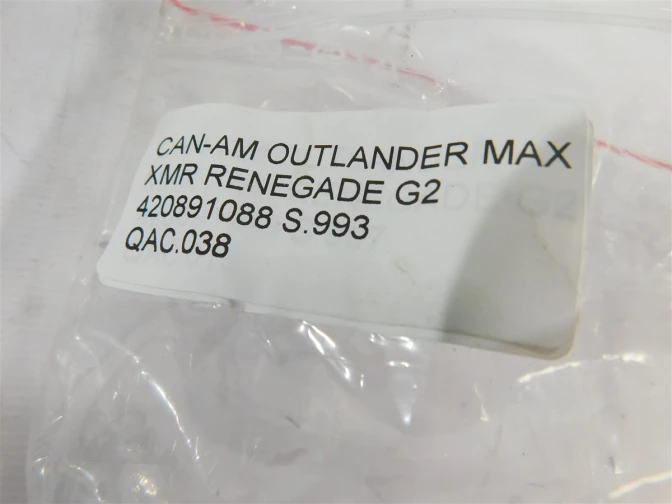 CAN-AM OUTLANDER MAX
XMR RENEGADE G2
420891088 S.993
QAC.038